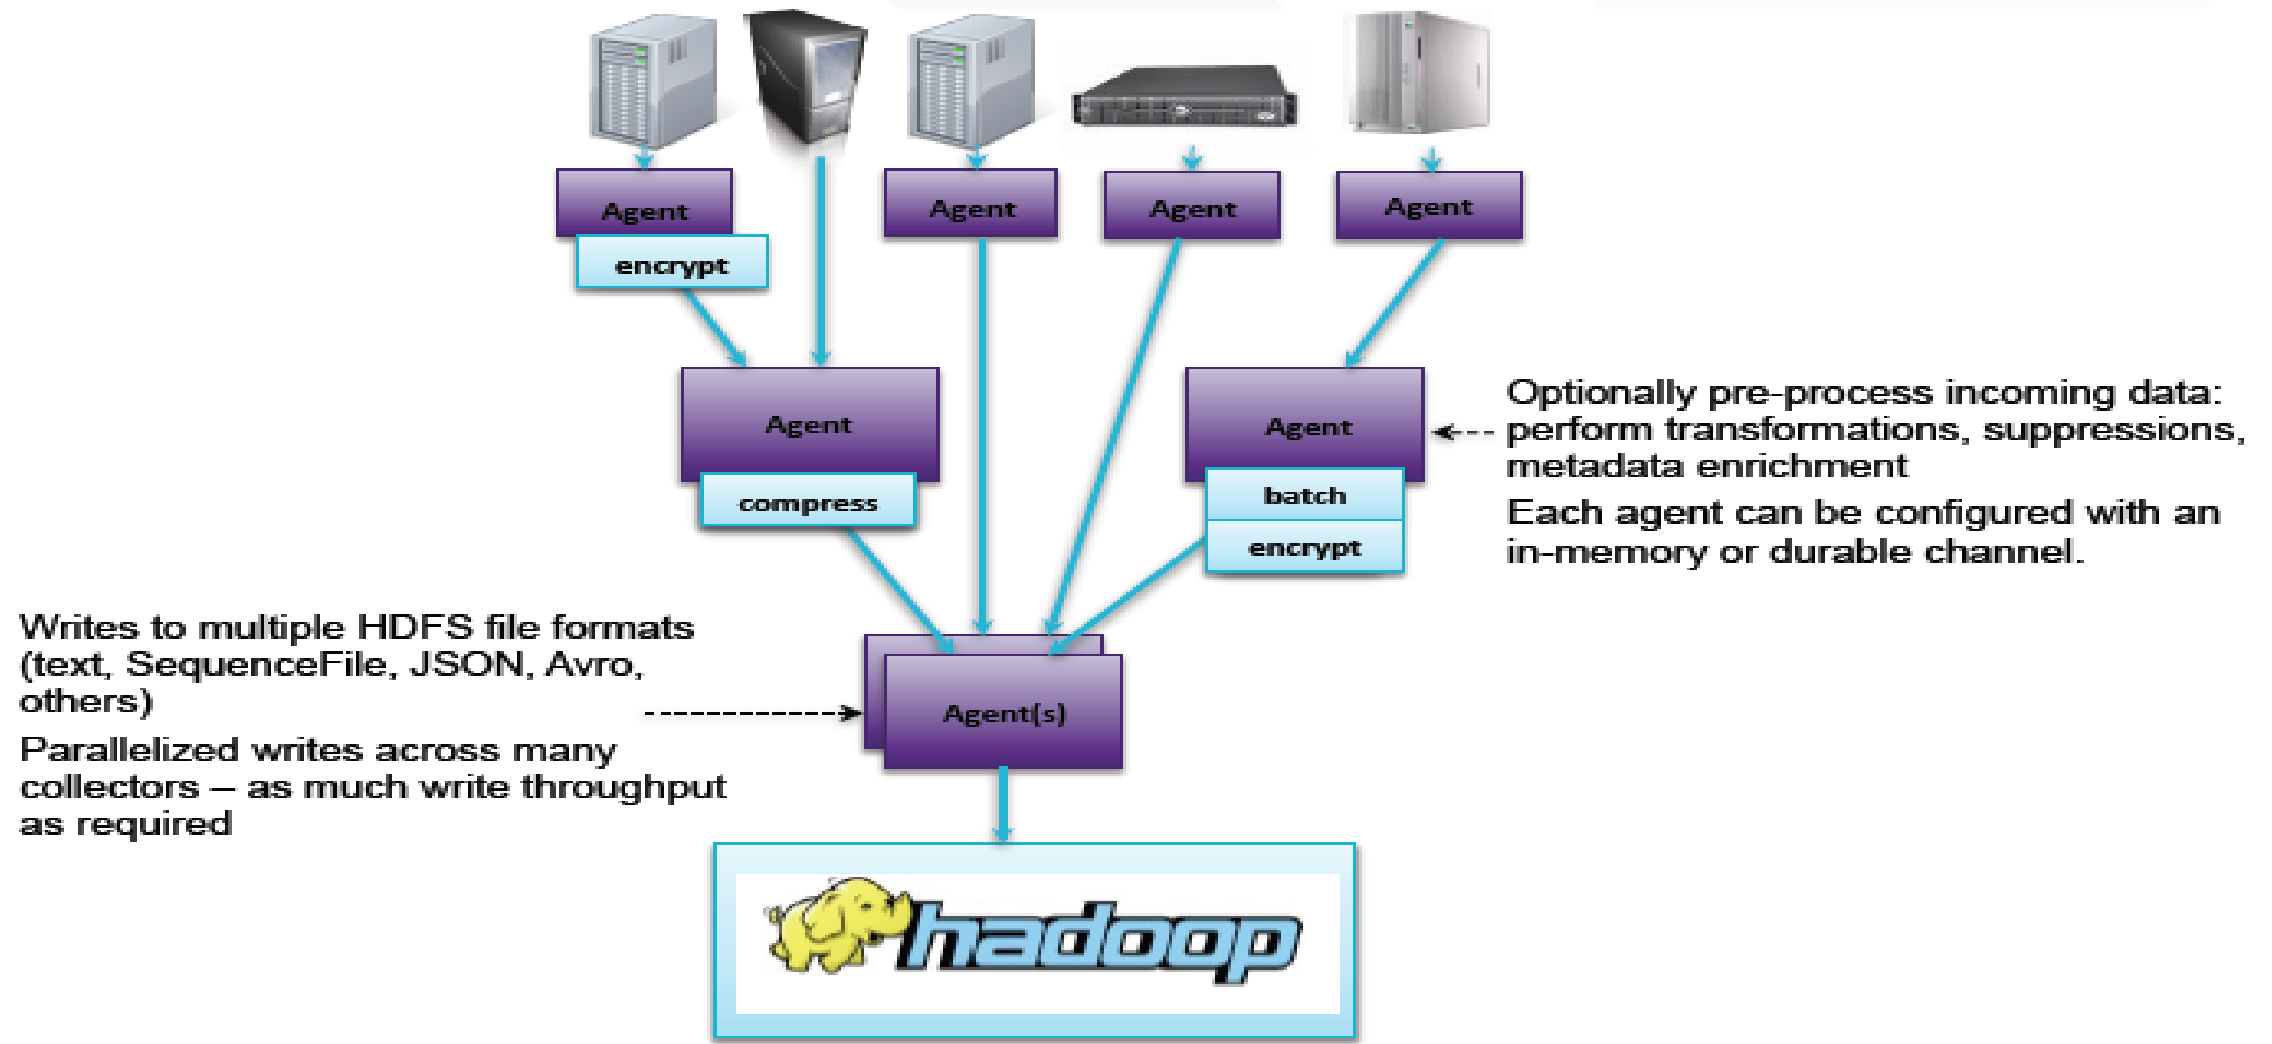 Agent
Agent
Agent
Agent
encrypt
Agent
Agent
compress
batch
encrypt
Optionally pre-process incoming data:
perform transformations, suppressions,
metadata enrichment
Each agent can be configured with an
in-memory or durable channel.
Writes to multiple HDFS file formats
(text, SequenceFile, JSON, Avro,
others)
Parallelized writes across many
collectors – as much write throughput
as required
Agent(s)
hadoop